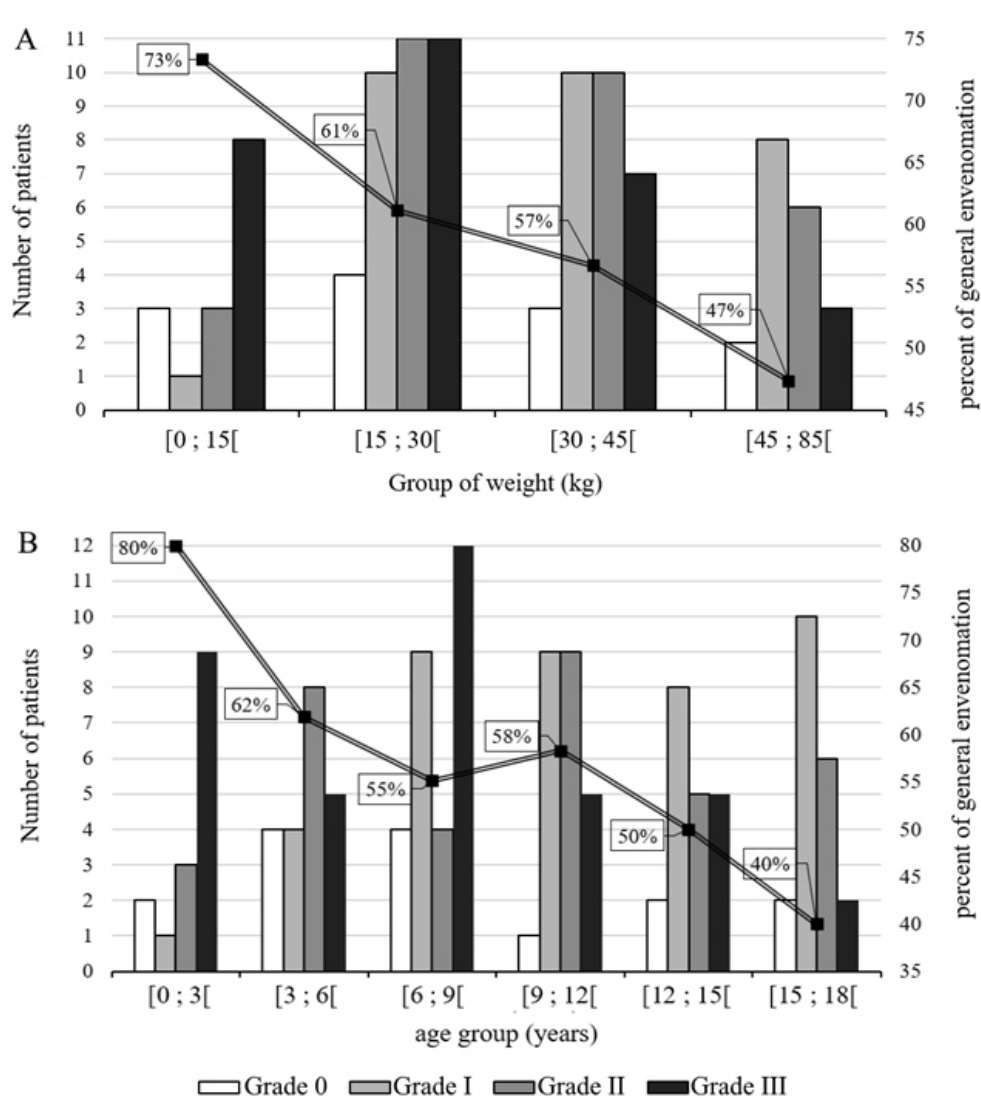 A
Number of patients
percent of general envenomation
11
10
9
8
7
6
5
4
3
2
1
0
75
70
65
60
55
50
45
73%
61%
57%
47%
[0 ; 15[
[15 ; 30[
[30 ; 45[
[45 ; 85[
Group of weight (kg)
B
Number of patients
percent of general envenomation
12
11
10
9
8
7
6
5
4
3
2
1
0
80
75
70
65
60
55
50
45
40
35
80%
62%
55%
58%
50%
40%
[0 ; 3[
[3 ; 6[
[6 ; 9[
[9 ; 12[
[12 ; 15[
[15 ; 18[
age group (years)
Grade 0 Grade I Grade II Grade III